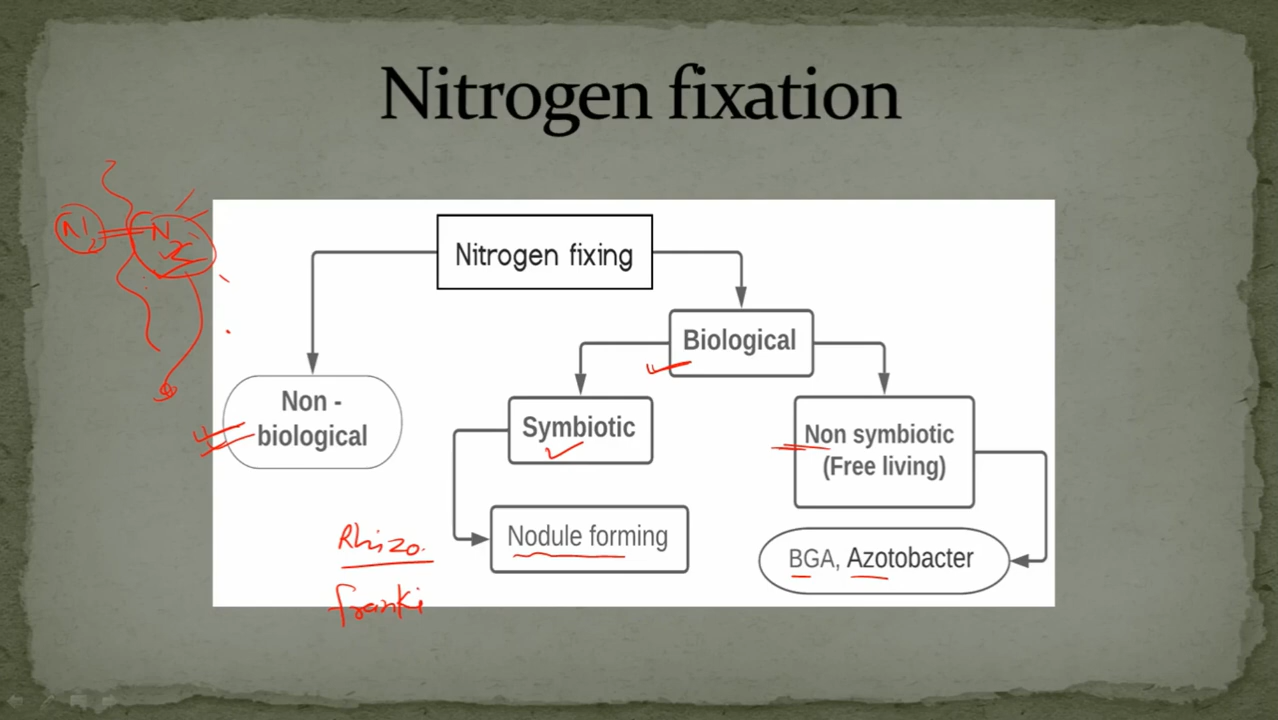 Nitrogen fixation
Nitrogen fixing
Biological
Non -
biological
Symbiotic
Non symbiotic
(Free living)
Nodule forming
BGA, Azotobacter
Rhizo.
franki